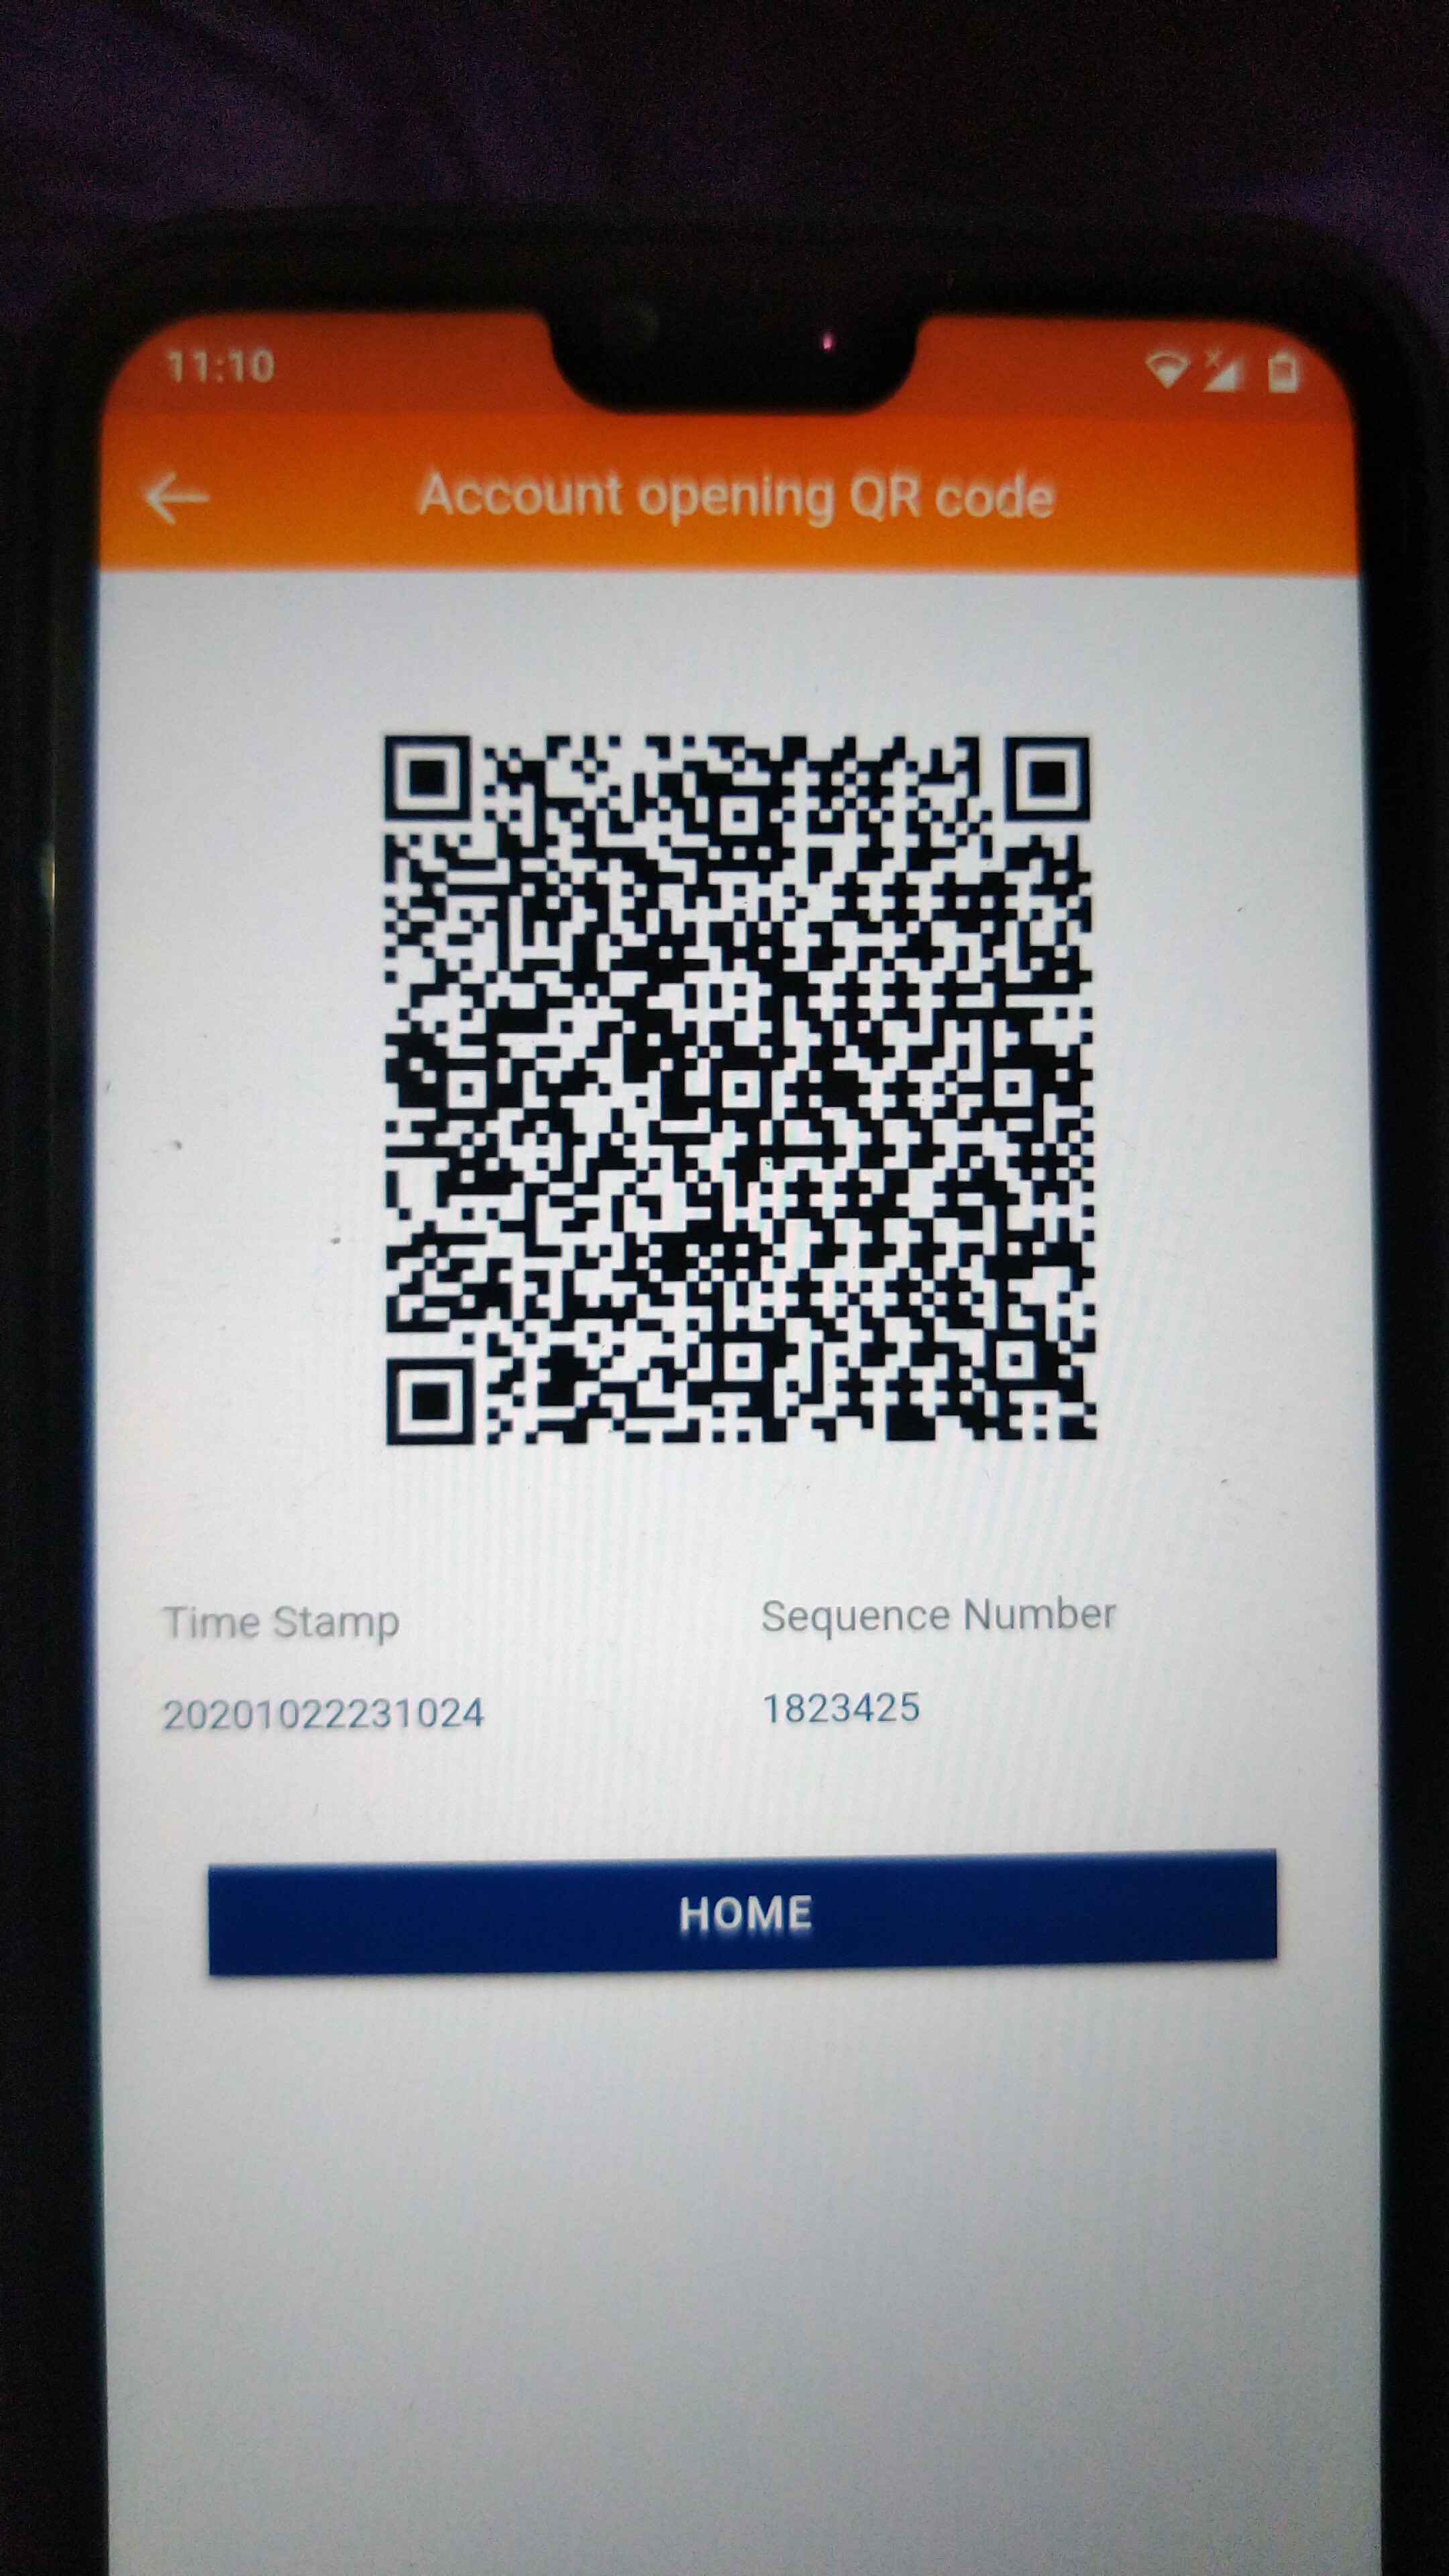 11:10
Account opening QR code
Time Stamp
Sequence Number
20201022231024
1823425
HOME